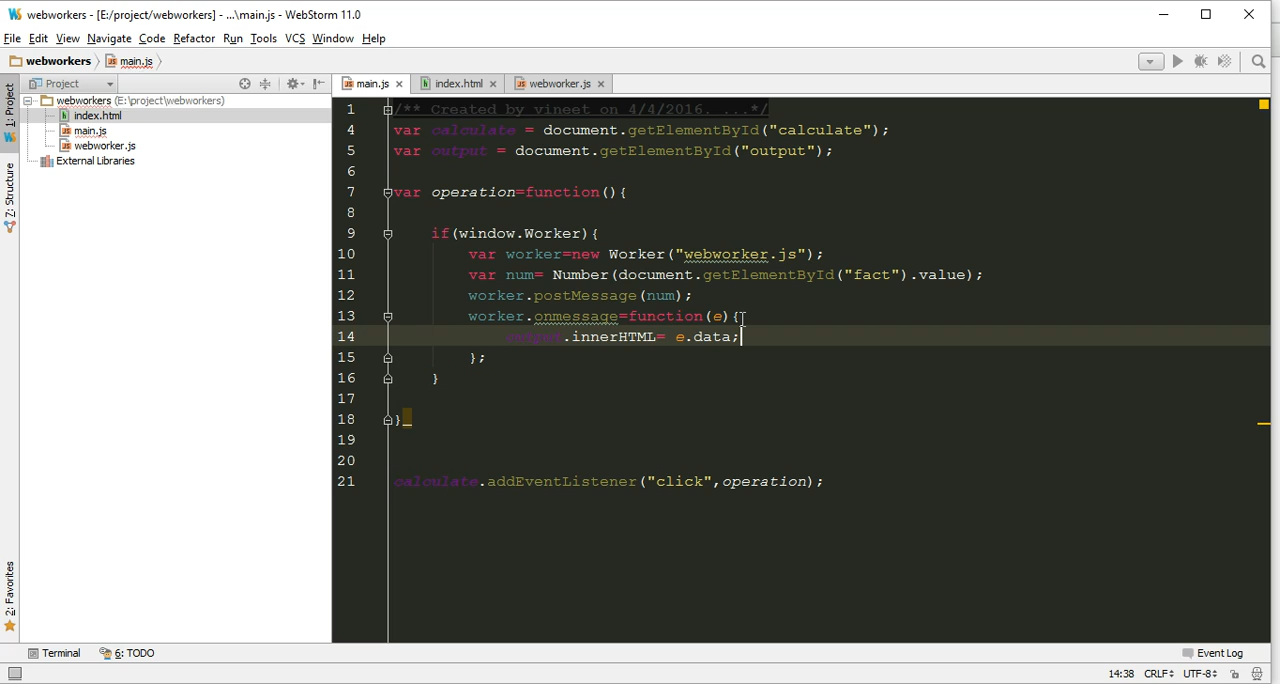 webworkers - [E:/project/webworkers] - ...\main.js - WebStorm 11.0
File Edit View Navigate Code Refactor Run Tools VCS Window Help
webworkers main.js
1: Project
7: Structure
2: Favorites
Project
webworkers (E:\project\webworkers)
index.html
main.js
webworker.js
External Libraries
main.js index.html webworker.js
1 /** Created by vineet on 4/4/2016. ...*/
4 var calculate = document.getElementById("calculate");
5 var output = document.getElementById("output");
6
7 var operation=function(){
8
9 if(window.Worker){
10 var worker=new Worker("webworker.js");
11 var num= Number(document.getElementById("fact").value);
12 worker.postMessage(num);
13 worker.onmessage=function(e){
14 output.innerHTML= e.data;
15 };
16 }
17
18 }
19
20
21 calculate.addEventListener("click",operation);
Terminal 6: TODO Event Log
14:38 CRLF UTF-8